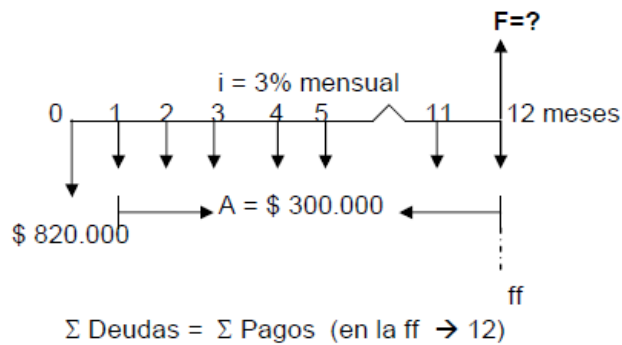 F=?
i = 3% mensual
0 1 2 3 4 5 11 12 meses
A = $ 300.000
$ 820.000
ff
Σ Deudas = Σ Pagos (en la ff → 12)